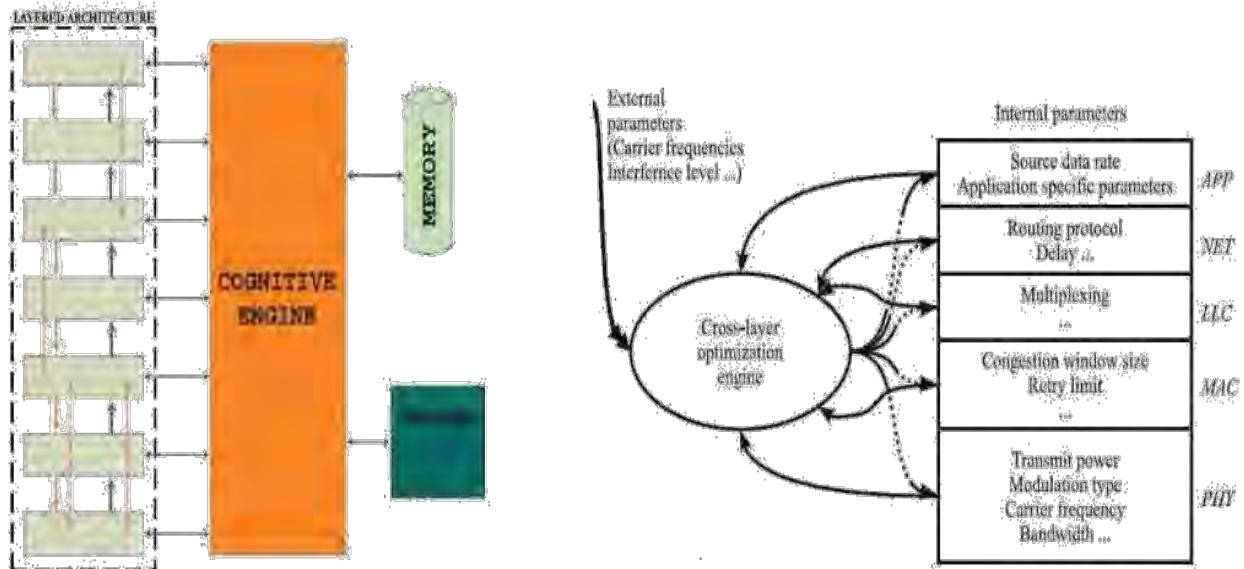 LAYERED ARCHITECTURE
COGNITIVE
ENGINE
MEMORY
External
parameters
(Carrier frequencies
Interference level ...)
Cross-layer
optimization
engine
Internal parameters
Source data rate
Application specific parameters
APP
Routing protocol
Delay ...
NET
Multiplexing
...
LLC
Congestion window size
Retry limit
...
MAC
Transmit power
Modulation type
Carrier frequency
Bandwidth ...
PHY